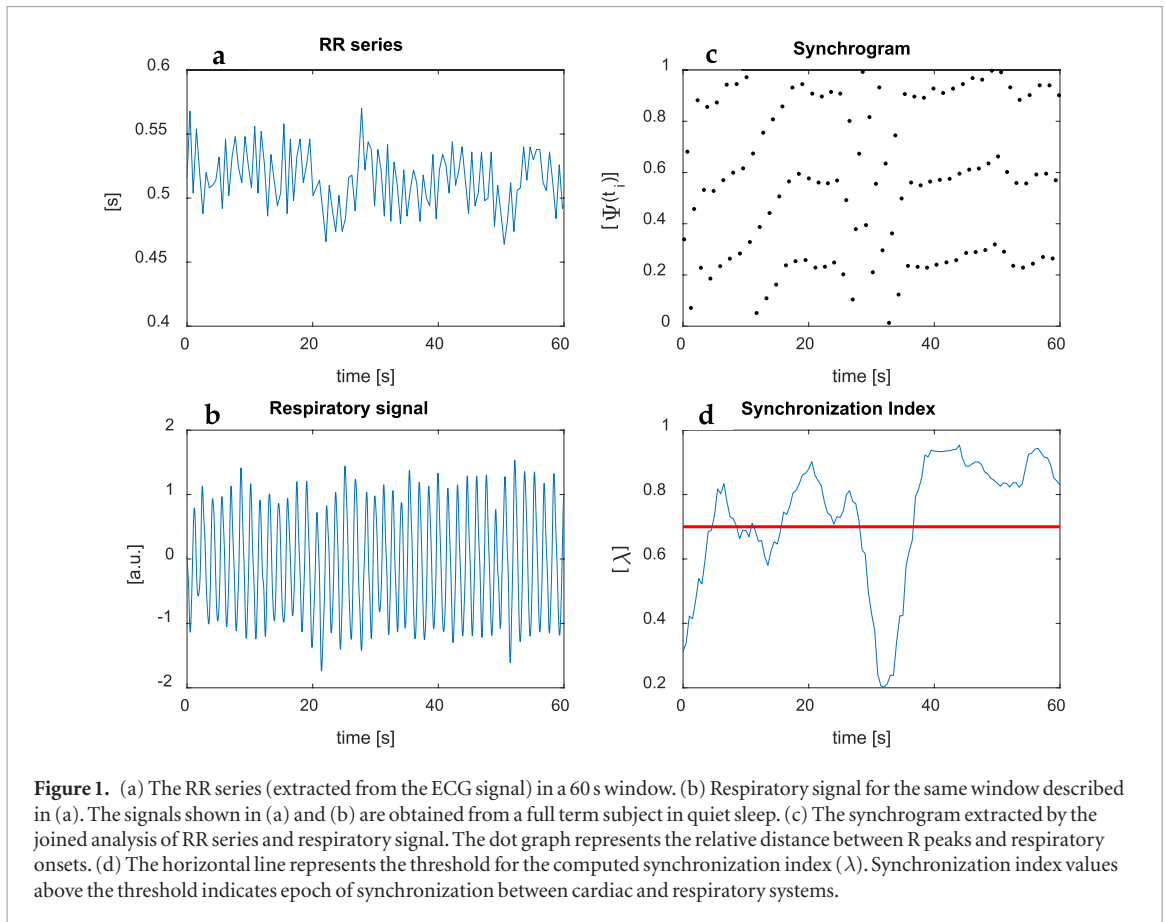 a
RR series
0.6
0.55
0.5
0.45
0.4
[s]
0
20
40
60
time [s]
c
Synchrogram
1
0.8
0.6
0.4
0.2
1
[Ψ(t_i)]
0
20
40
60
time [s]
b
Respiratory signal
2
1
0
-1
-2
[a.u.]
0
20
40
60
time [s]
d
Synchronization Index
1
0.8
0.6
0.4
0.2
[λ]
0
20
40
60
time [s]
Figure 1. (a) The RR series (extracted from the ECG signal) in a 60 s window. (b) Respiratory signal for the same window described
in (a). The signals shown in (a) and (b) are obtained from a full term subject in quiet sleep. (c) The synchrogram extracted by the
joined analysis of RR series and respiratory signal. The dot graph represents the relative distance between R peaks and respiratory
onsets. (d) The horizontal line represents the threshold for the computed synchronization index (λ). Synchronization index values
above the threshold indicates epoch of synchronization between cardiac and respiratory systems.